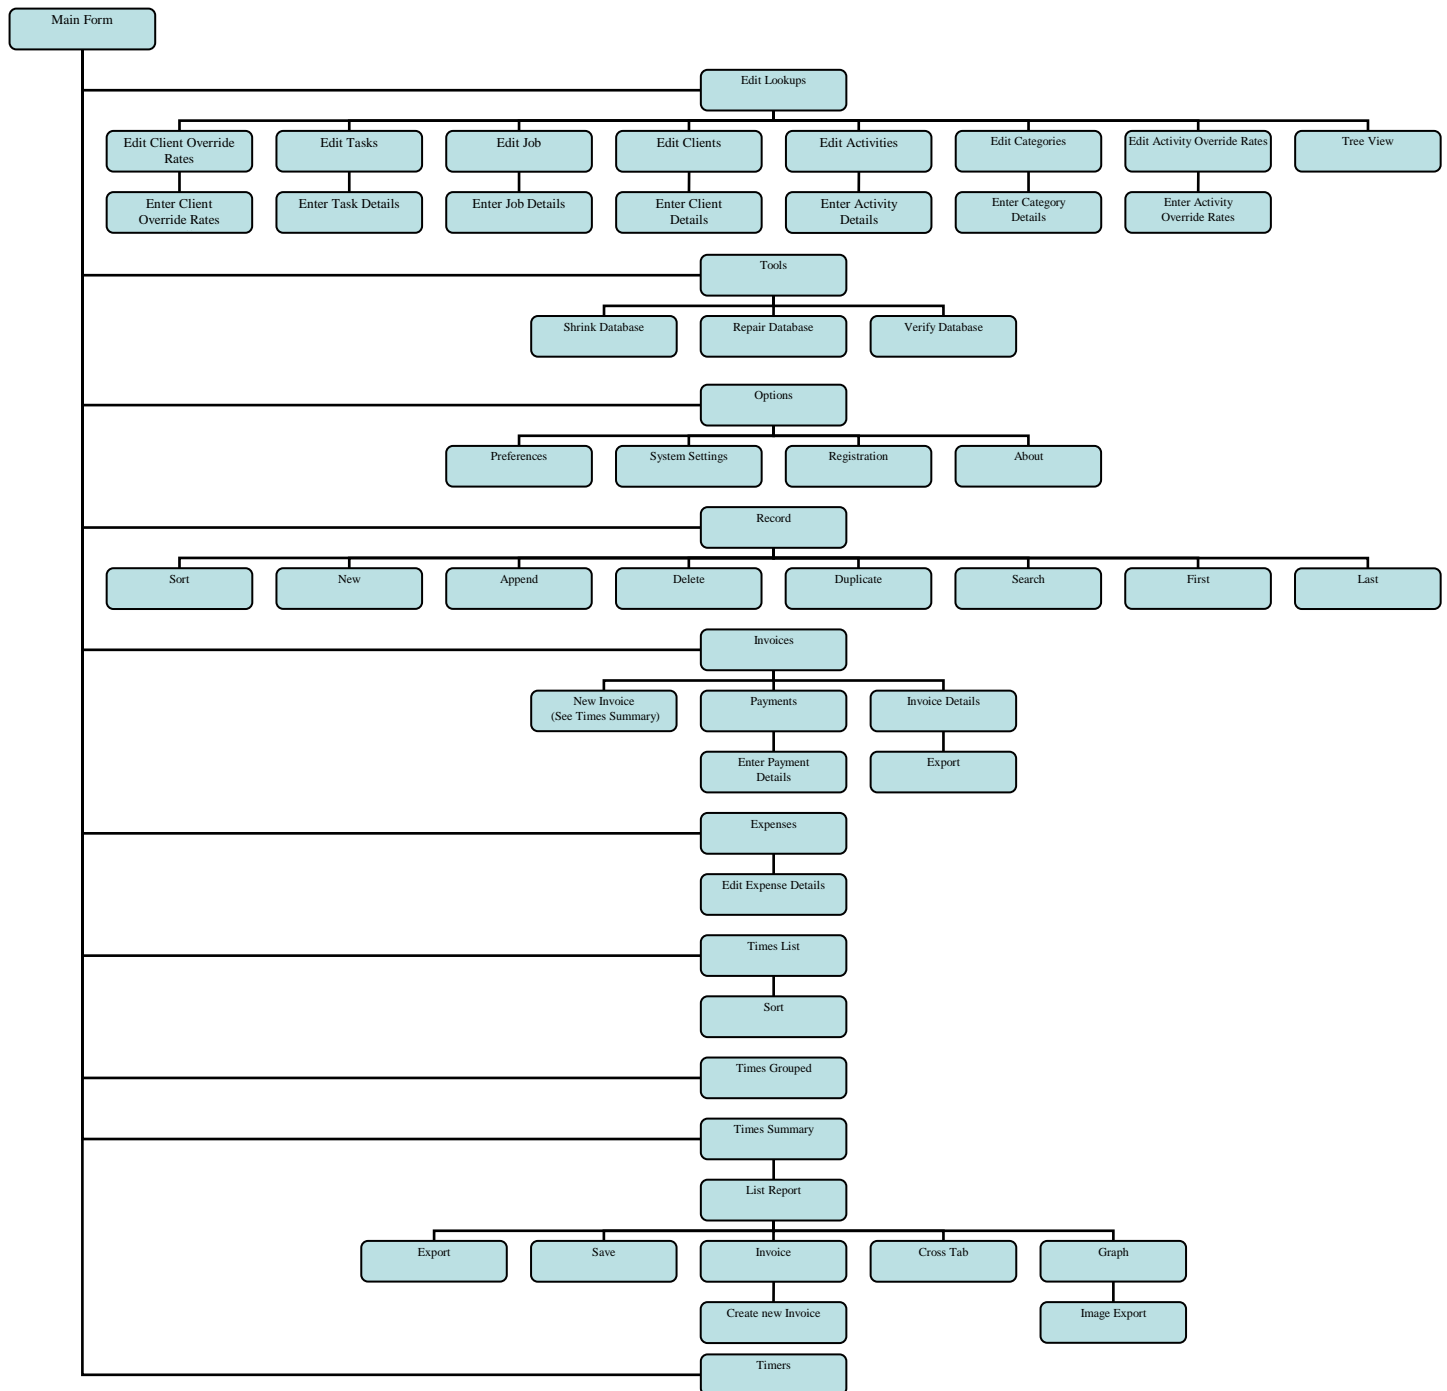 Main Form
Edit Lookups
Edit Client Override
Rates
Edit Tasks
Edit Job
Edit Clients
Edit Activities
Edit Categories
Edit Activity Override Rates
Tree View
Enter Client
Override Rates
Enter Task Details
Enter Job Details
Enter Client
Details
Enter Activity
Details
Enter Category
Details
Enter Activity
Override Rates
Tools
Shrink Database
Repair Database
Verify Database
Options
Preferences
System Settings
Registration
About
Record
Sort
New
Append
Delete
Duplicate
Search
First
Last
Invoices
New Invoice
(See Times Summary)
Payments
Invoice Details
Enter Payment
Details
Export
Expenses
Edit Expense Details
Times List
Sort
Times Grouped
Times Summary
List Report
Export
Save
Invoice
Cross Tab
Graph
Create new Invoice
Image Export
Timers